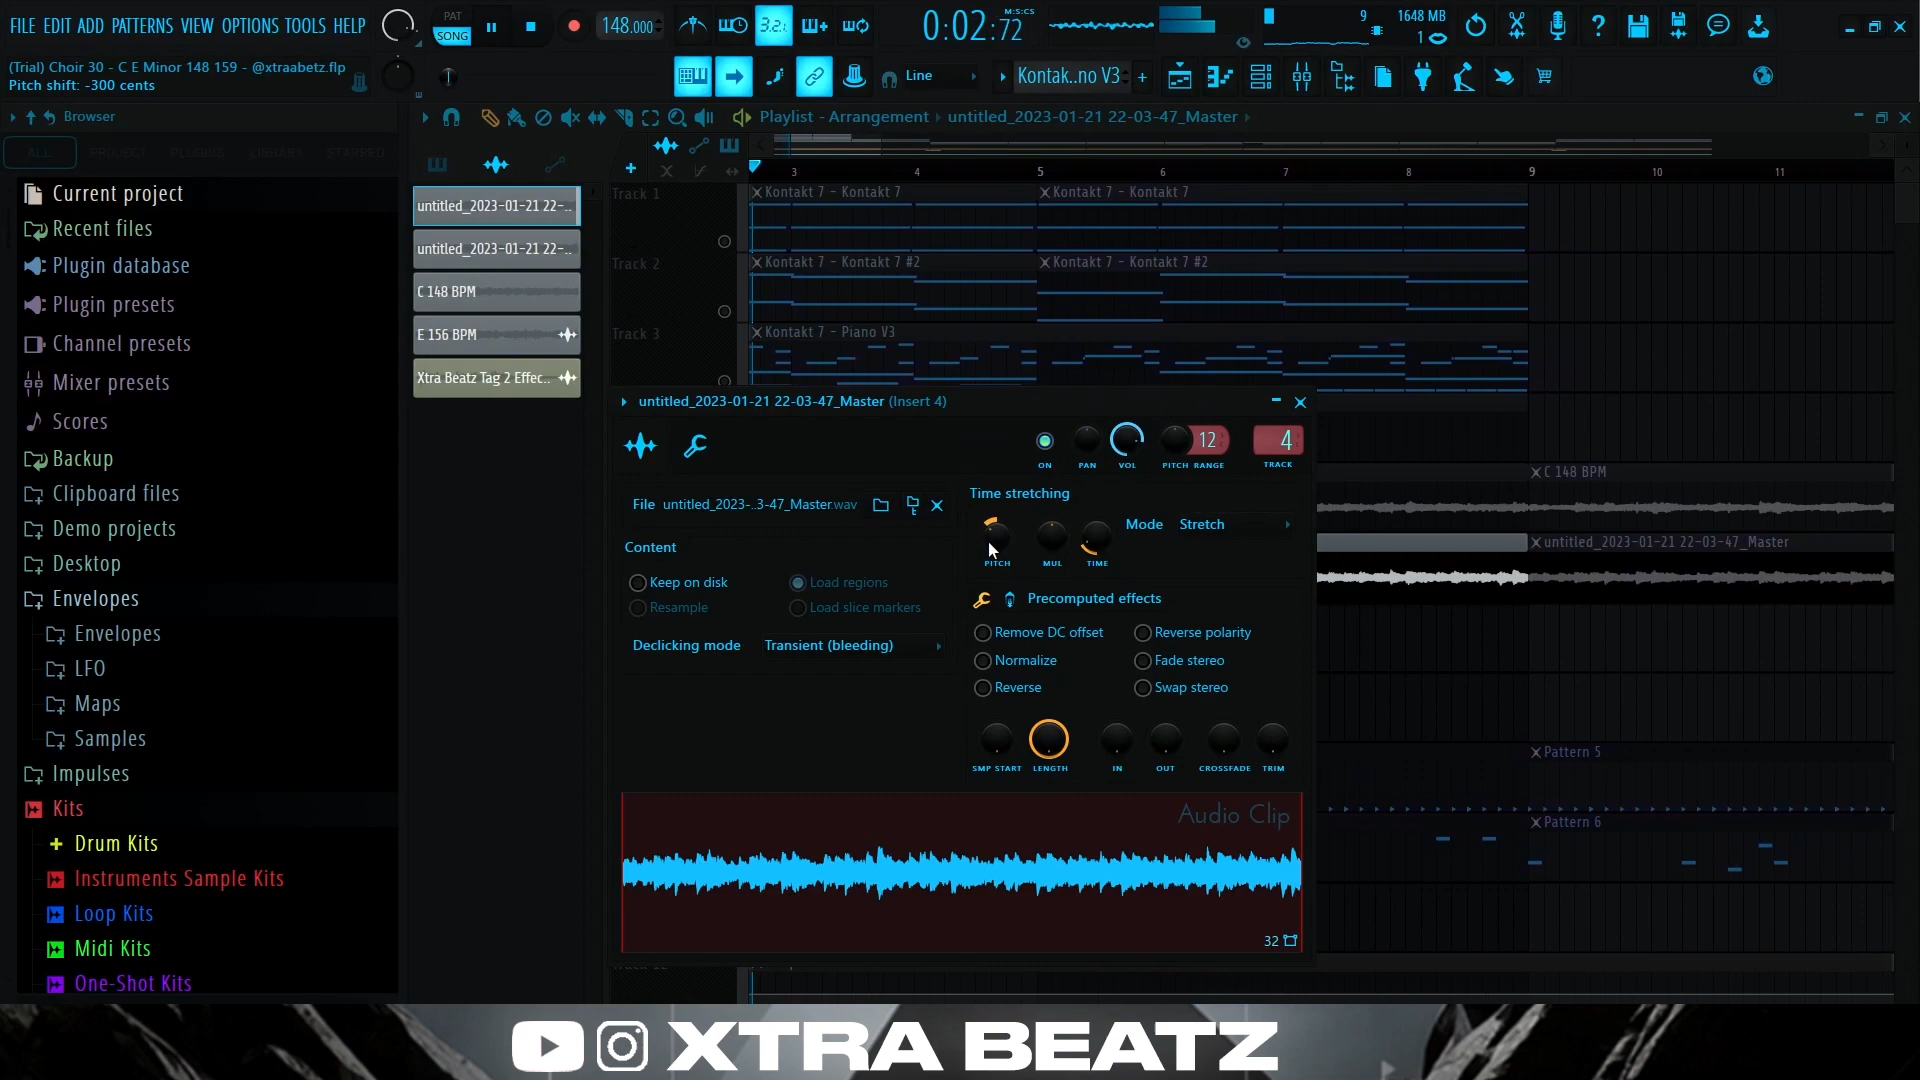 FILE EDIT ADD PATTERNS VIEW OPTIONS TOOLS HELP
PAT
SONG
148.000
3.2.
0:02:72
M:S:CS
9
1648 MB
1
(Trial) Choir 30 - C E Minor 148 159 - @xtraabetz.flp
Pitch shift: -300 cents
Line
Kontak..no V3
+
Browser
Playlist - Arrangement
untitled_2023-01-21 22-03-47_Master
ALL
PROJECT
PLUGINS
LIBRARY
STARRED
Current project
Recent files
Plugin database
Plugin presets
Channel presets
Mixer presets
Scores
Backup
Clipboard files
Demo projects
Desktop
Envelopes
Envelopes
LFO
Maps
Samples
Impulses
Kits
Drum Kits
Instruments Sample Kits
Loop Kits
Midi Kits
One-Shot Kits
untitled_2023-01-21 22-..
untitled_2023-01-21 22-..
C 148 BPM
E 156 BPM
Xtra Beatz Tag 2 Effec..
3 4 5 6 7 8 9 10 11
Track 1
Kontakt 7 - Kontakt 7
Kontakt 7 - Kontakt 7
Track 2
Kontakt 7 - Kontakt 7 #2
Kontakt 7 - Kontakt 7 #2
Track 3
Kontakt 7 - Piano V3
C 148 BPM
untitled_2023-01-21 22-03-47_Master
Pattern 5
Pattern 6
untitled_2023-01-21 22-03-47_Master (Insert 4)
12
4
ON
PAN
VOL
PITCH
RANGE
TRACK
File
untitled_2023-..3-47_Master.wav
Time stretching
Mode
Stretch
PITCH
MUL
TIME
Content
Keep on disk
Load regions
Resample
Load slice markers
Declicking mode
Transient (bleeding)
Precomputed effects
Remove DC offset
Reverse polarity
Normalize
Fade stereo
Reverse
Swap stereo
SMP START
LENGTH
IN
OUT
CROSSFADE
TRIM
Audio Clip
32
XTRA BEATZ